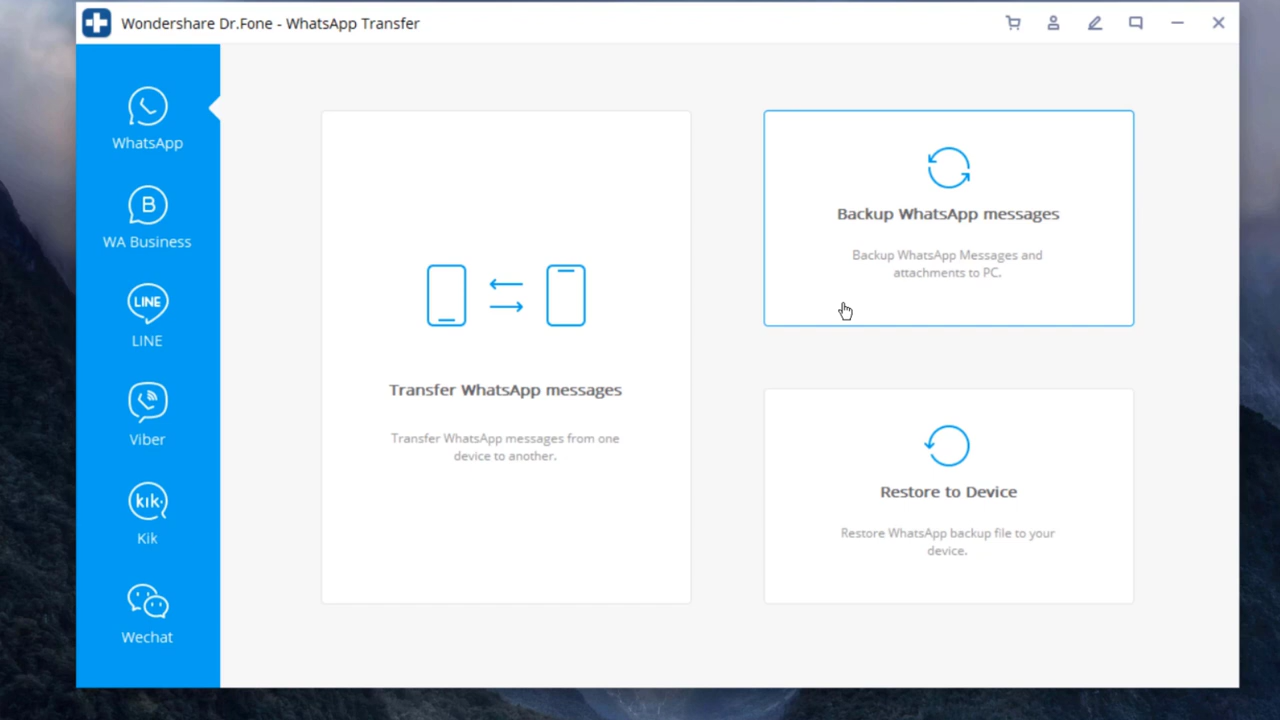 Wondershare Dr.Fone - WhatsApp Transfer
WhatsApp
B
WA Business
LINE
LINE
Viber
kik
Kik
Wechat
Transfer WhatsApp messages
Transfer WhatsApp messages from one
device to another.
Backup WhatsApp messages
Backup WhatsApp Messages and
attachments to PC.
Restore to Device
Restore WhatsApp backup file to your
device.